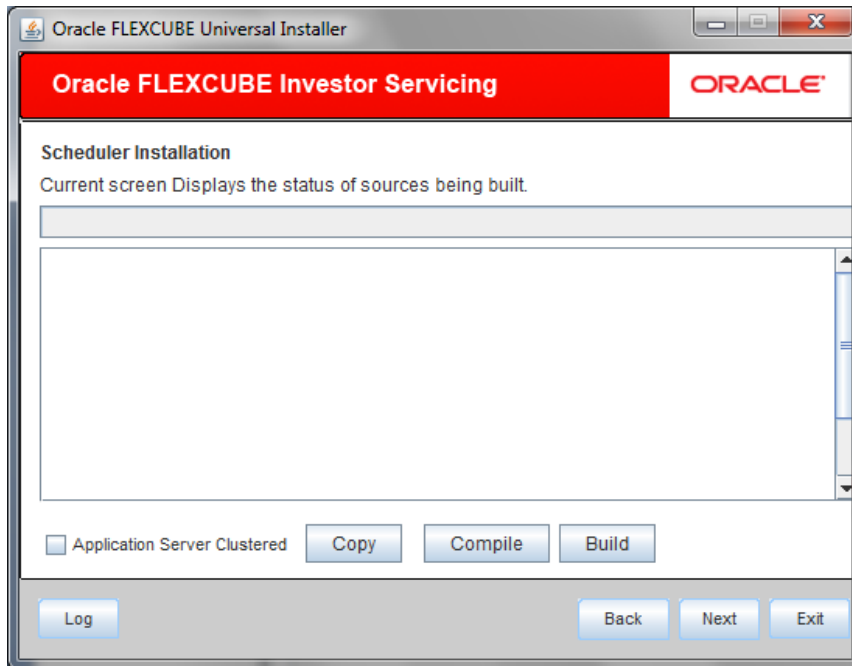 Oracle FLEXCUBE Universal Installer
Oracle FLEXCUBE Investor Servicing
ORACLE
Scheduler Installation
Current screen Displays the status of sources being built.
Application Server Clustered Copy Compile Build
Log Back Next Exit